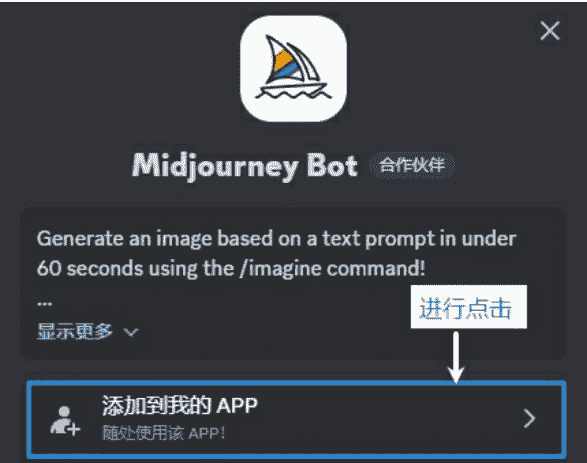 Midjourney Bot 合作伙伴
Generate an image based on a text prompt in under
60 seconds using the /imagine command!
...
显示更多
进行点击
添加到我的 APP
随处使用该 APP!